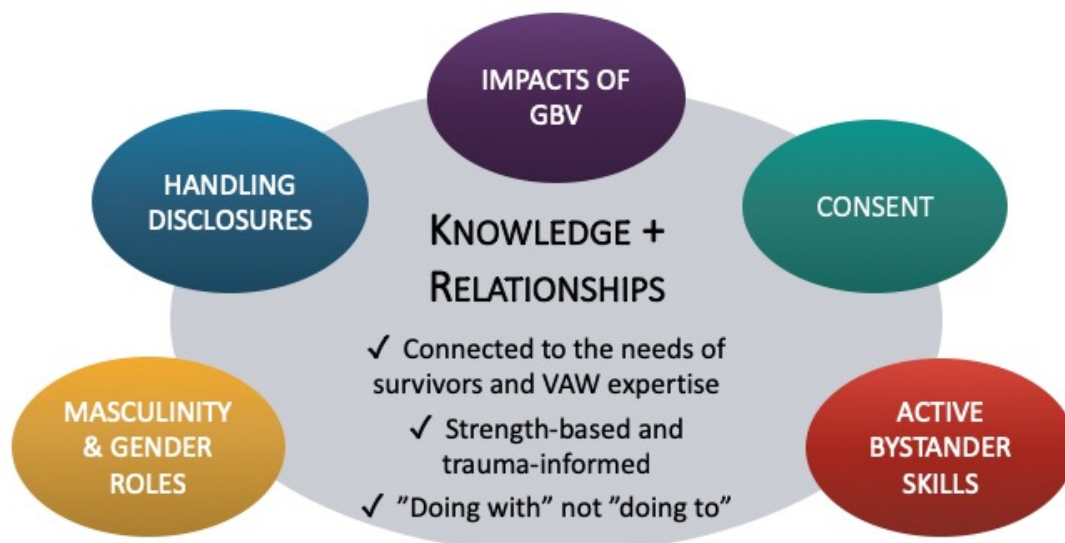 IMPACTS OF
GBV
HANDLING
DISCLOSURES
CONSENT
KNOWLEDGE +
RELATIONSHIPS
✓ Connected to the needs of
survivors and VAW expertise
✓ Strength-based and
trauma-informed
✓ ”Doing with” not ”doing to”
MASCULINITY
& GENDER
ROLES
ACTIVE
BYSTANDER
SKILLS